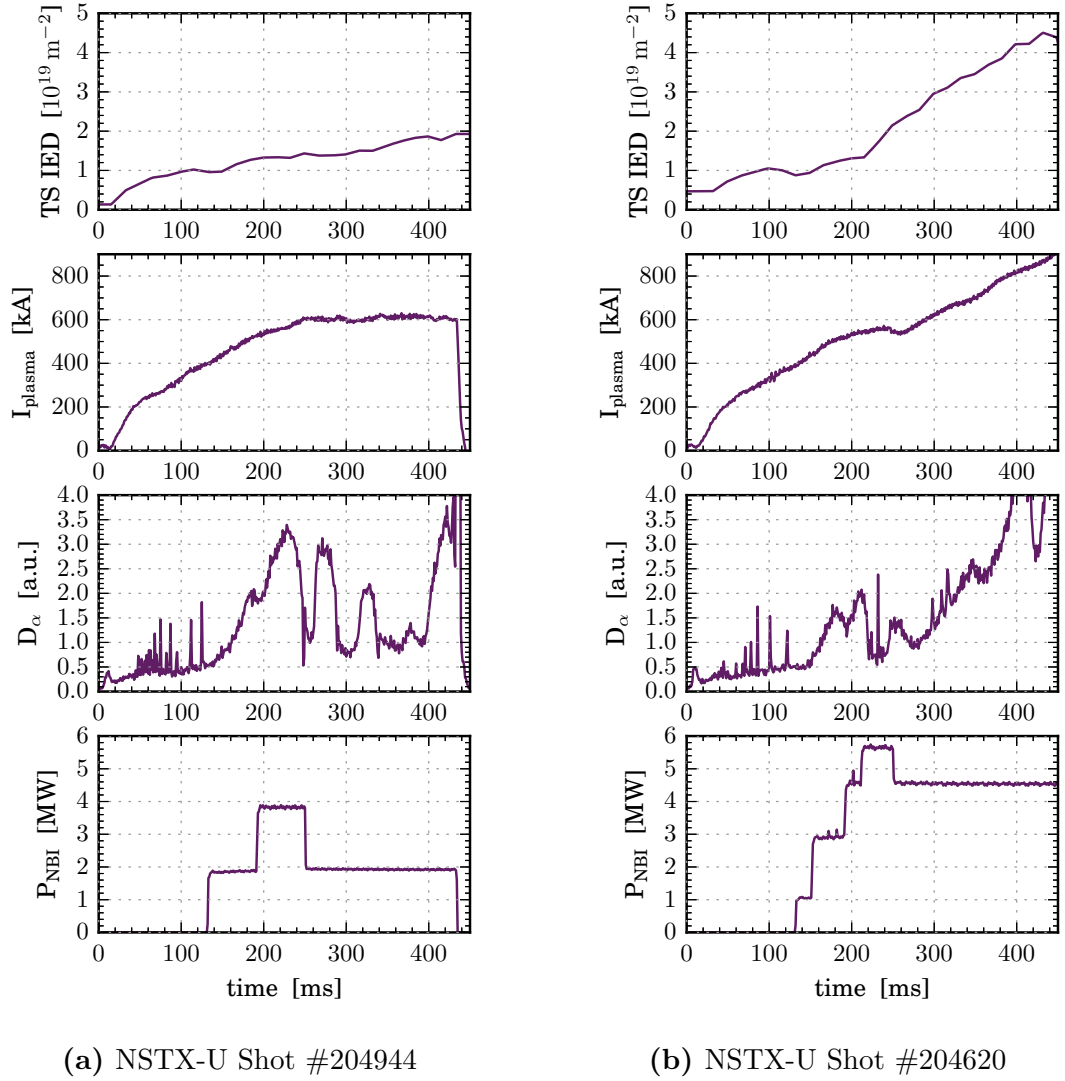 TS IED [10^19 m^−2]
5
4
3
2
1
0
0 100 200 300 400
I_plasma [kA]
800
600
400
200
0
0 100 200 300 400
D_α [a.u.]
4.0
3.5
3.0
2.5
2.0
1.5
1.0
0.5
0.0
0 100 200 300 400
P_NBI [MW]
6
5
4
3
2
1
0
0 100 200 300 400
time [ms]
(a) NSTX-U Shot #204944
TS IED [10^19 m^−2]
5
4
3
2
1
0
0 100 200 300 400
I_plasma [kA]
800
600
400
200
0
0 100 200 300 400
D_α [a.u.]
4.0
3.5
3.0
2.5
2.0
1.5
1.0
0.5
0.0
0 100 200 300 400
P_NBI [MW]
6
5
4
3
2
1
0
0 100 200 300 400
time [ms]
(b) NSTX-U Shot #204620